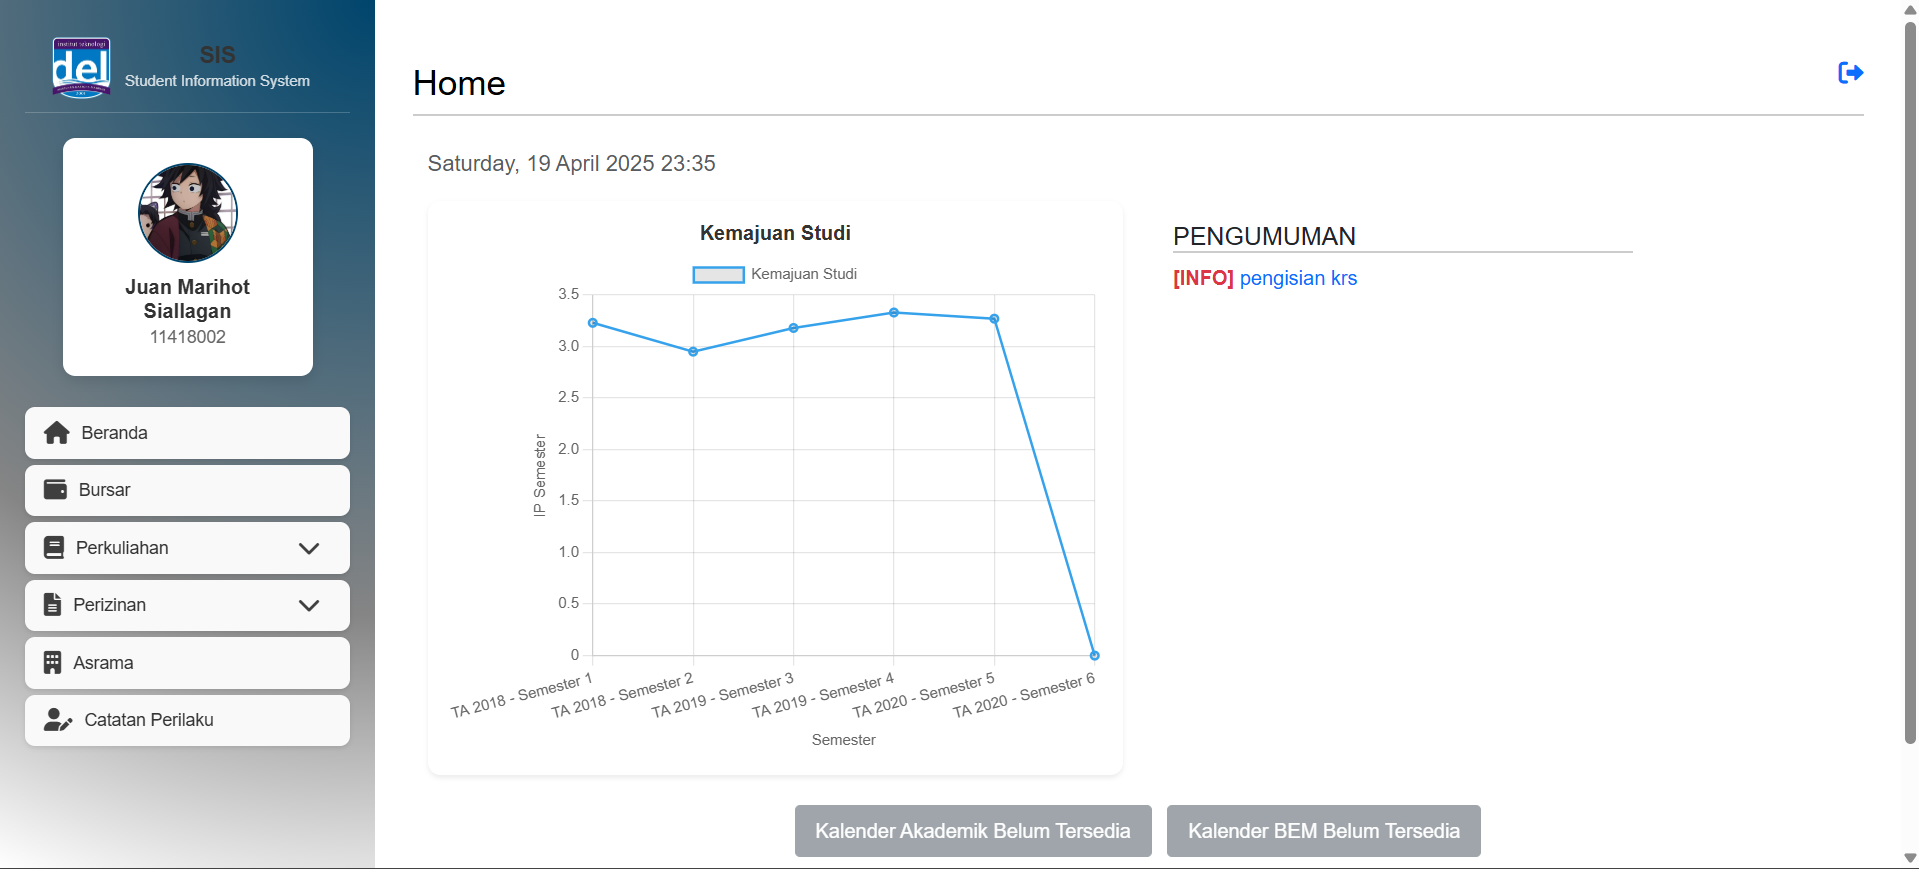 institut teknologi
del
SIS
Student Information System
Juan Marihot
Siallagan
11418002
Beranda
Bursar
Perkuliahan
Perizinan
Asrama
Catatan Perilaku
Home
Saturday, 19 April 2025 23:35
Kemajuan Studi
Kemajuan Studi
3.5
3.0
2.5
2.0
1.5
1.0
0.5
0
IP Semester
TA 2018 - Semester 1
TA 2018 - Semester 2
TA 2019 - Semester 3
TA 2019 - Semester 4
TA 2020 - Semester 5
TA 2020 - Semester 6
Semester
PENGUMUMAN
[INFO] pengisian krs
Kalender Akademik Belum Tersedia
Kalender BEM Belum Tersedia